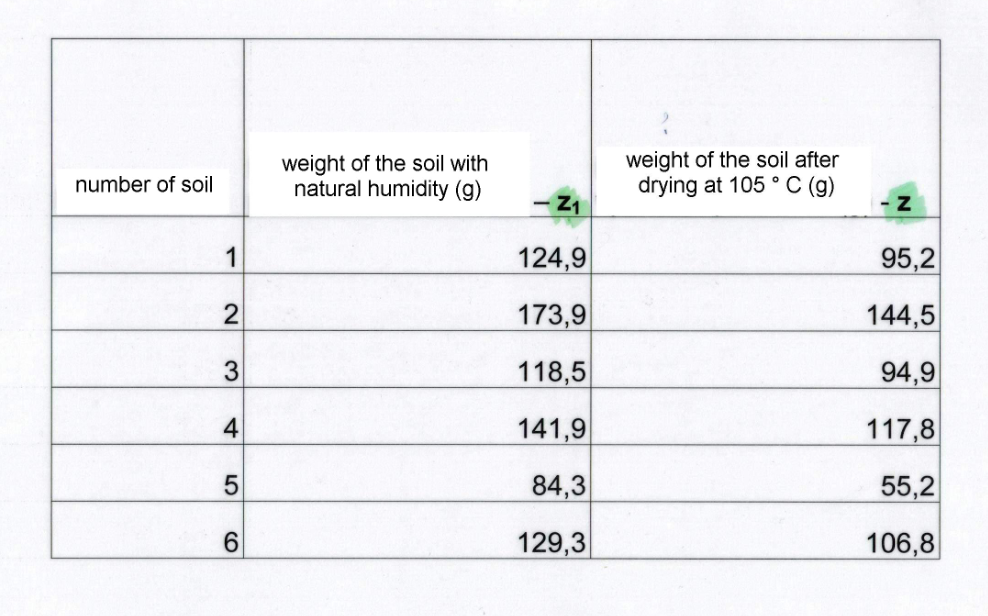 number of soil
weight of the soil with
natural humidity (g)
– z1
weight of the soil after
drying at 105 ° C (g)
- z
1 124,9 95,2
2 173,9 144,5
3 118,5 94,9
4 141,9 117,8
5 84,3 55,2
6 129,3 106,8